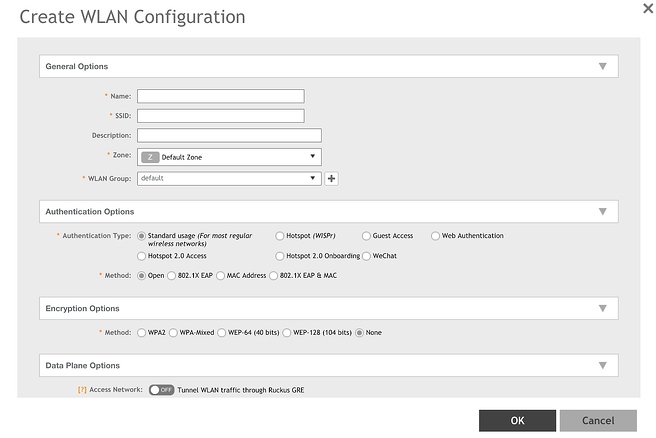 Create WLAN Configuration
General Options
* Name:
* SSID:
Description:
* Zone: Z Default Zone
* WLAN Group: default
Authentication Options
* Authentication Type: Standard usage (For most regular wireless networks) Hotspot (WISPr) Guest Access Web Authentication
Hotspot 2.0 Access Hotspot 2.0 Onboarding WeChat
* Method: Open 802.1X EAP MAC Address 802.1X EAP & MAC
Encryption Options
* Method: WPA2 WPA-Mixed WEP-64 (40 bits) WEP-128 (104 bits) None
Data Plane Options
[?] Access Network: OFF Tunnel WLAN traffic through Ruckus GRE
OK Cancel